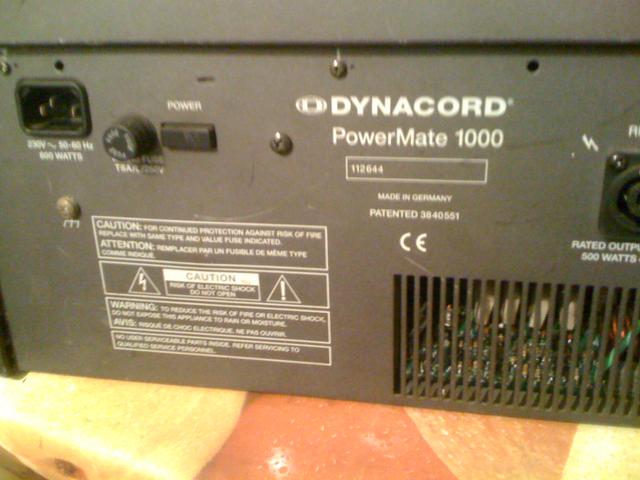 POWER
DYNACORD®
PowerMate 1000
230V ~ 50-60 Hz
600 WATTS
FUSE
T8A/L/250V
112644
MADE IN GERMANY
PATENTED 3840551
CE
RATED OUTPU
500 WATTS
CAUTION: FOR CONTINUED PROTECTION AGAINST RISK OF FIRE
REPLACE WITH SAME TYPE AND VALUE FUSE INDICATED.
ATTENTION: REMPLACER PAR UN FUSIBLE DE MÊME TYPE
COMME INDIQUÉ.
CAUTION
RISK OF ELECTRIC SHOCK
DO NOT OPEN
WARNING: TO REDUCE THE RISK OF FIRE OR ELECTRIC SHOCK,
DO NOT EXPOSE THIS APPLIANCE TO RAIN OR MOISTURE.
AVIS: RISQUE DE CHOC ELECTRIQUE. NE PAS OUVRIR.
NO USER SERVICEABLE PARTS INSIDE. REFER SERVICING TO
QUALIFIED SERVICE PERSONNEL.